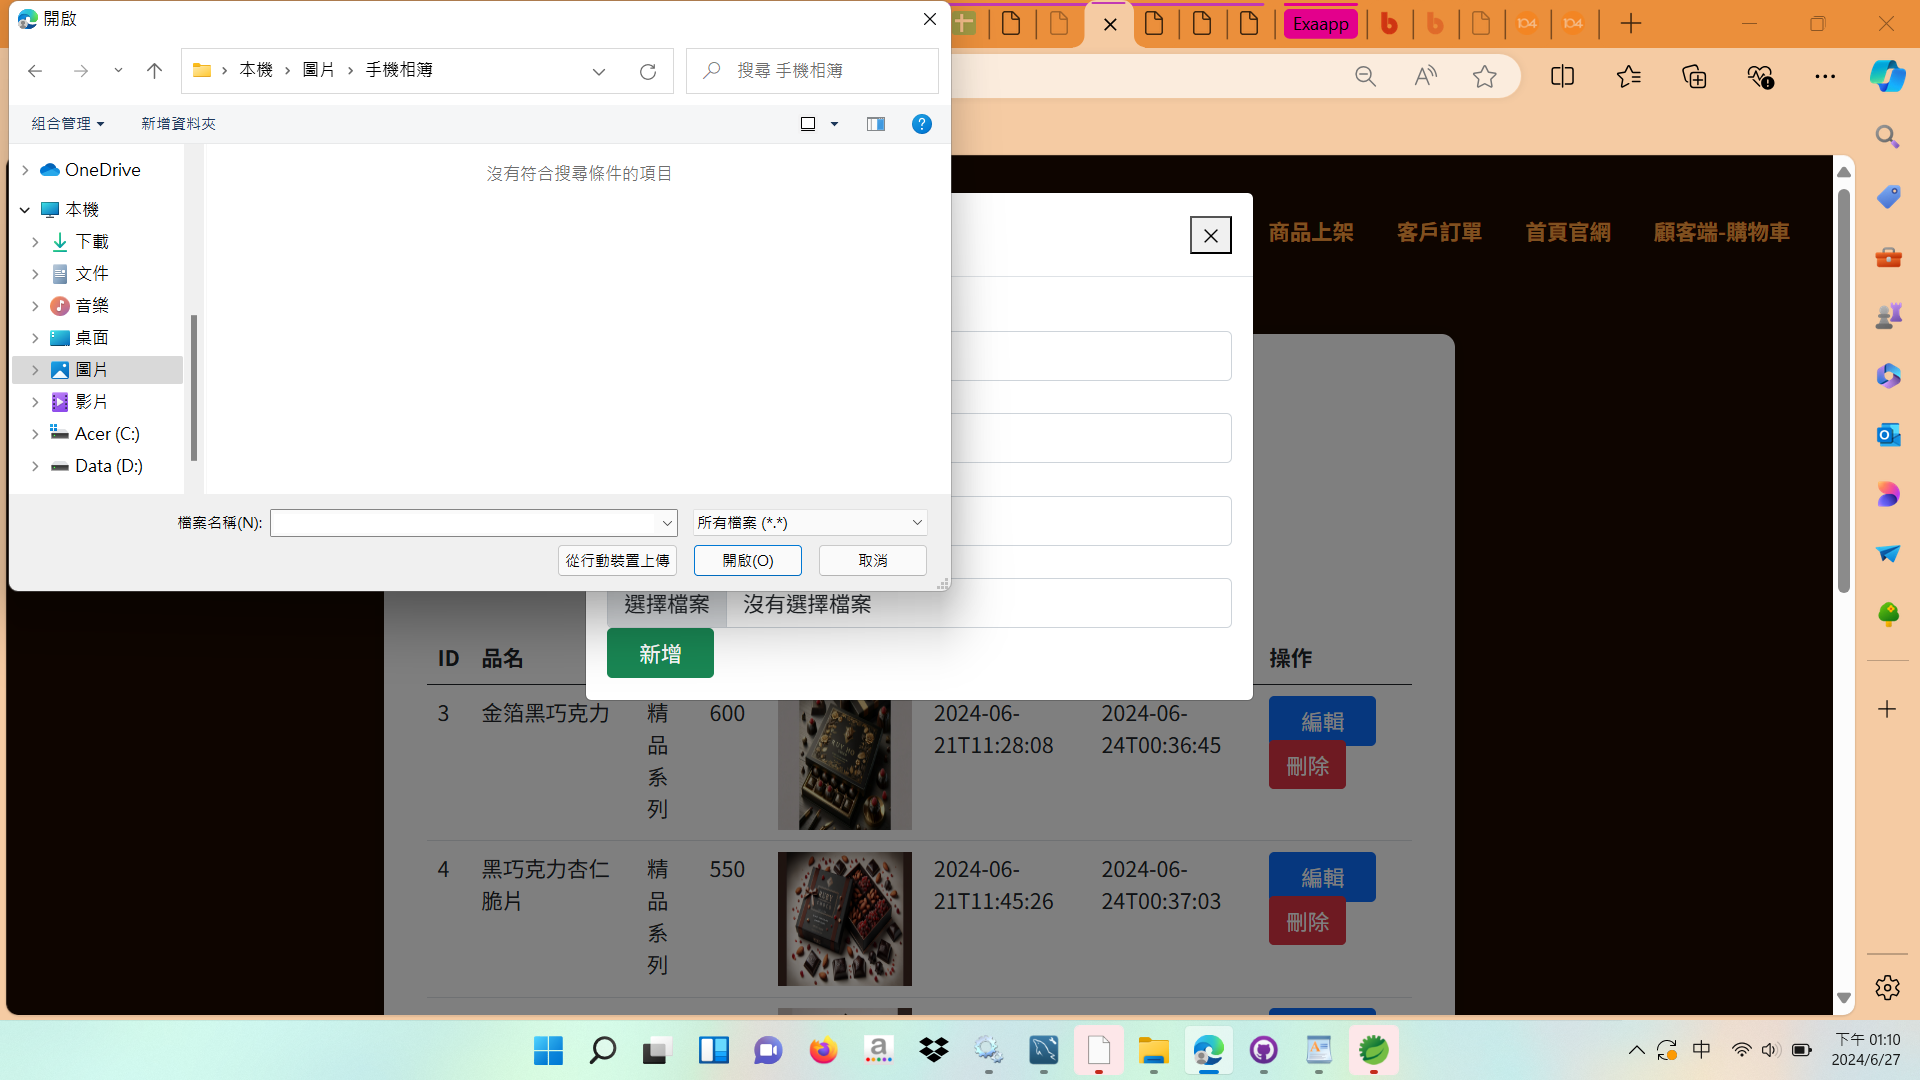 開啟
本機 › 圖片 › 手機相簿
搜尋 手機相簿
組合管理
新增資料夾
OneDrive
本機
下載
文件
音樂
桌面
圖片
影片
Acer (C:)
Data (D:)
沒有符合搜尋條件的項目
檔案名稱(N):
所有檔案 (*.*)
從行動裝置上傳
開啟(O)
取消
Exaapp
104
104
商品上架
客戶訂單
首頁官網
顧客端-購物車
選擇檔案
沒有選擇檔案
新增
ID
品名
操作
3
金箔黑巧克力
精
品
系
列
600
2024-06-
21T11:28:08
2024-06-
24T00:36:45
編輯
刪除
4
黑巧克力杏仁
脆片
精
品
系
列
550
2024-06-
21T11:45:26
2024-06-
24T00:37:03
編輯
刪除
中
下午 01:10
2024/6/27